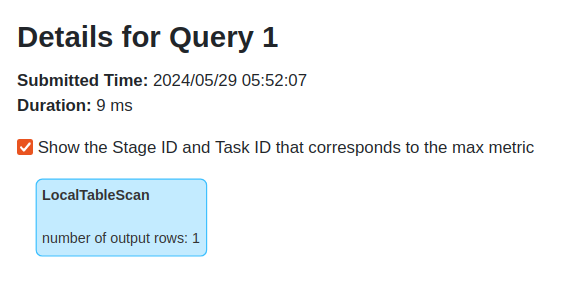 Details for Query 1
Submitted Time: 2024/05/29 05:52:07
Duration: 9 ms
Show the Stage ID and Task ID that corresponds to the max metric
LocalTableScan
number of output rows: 1